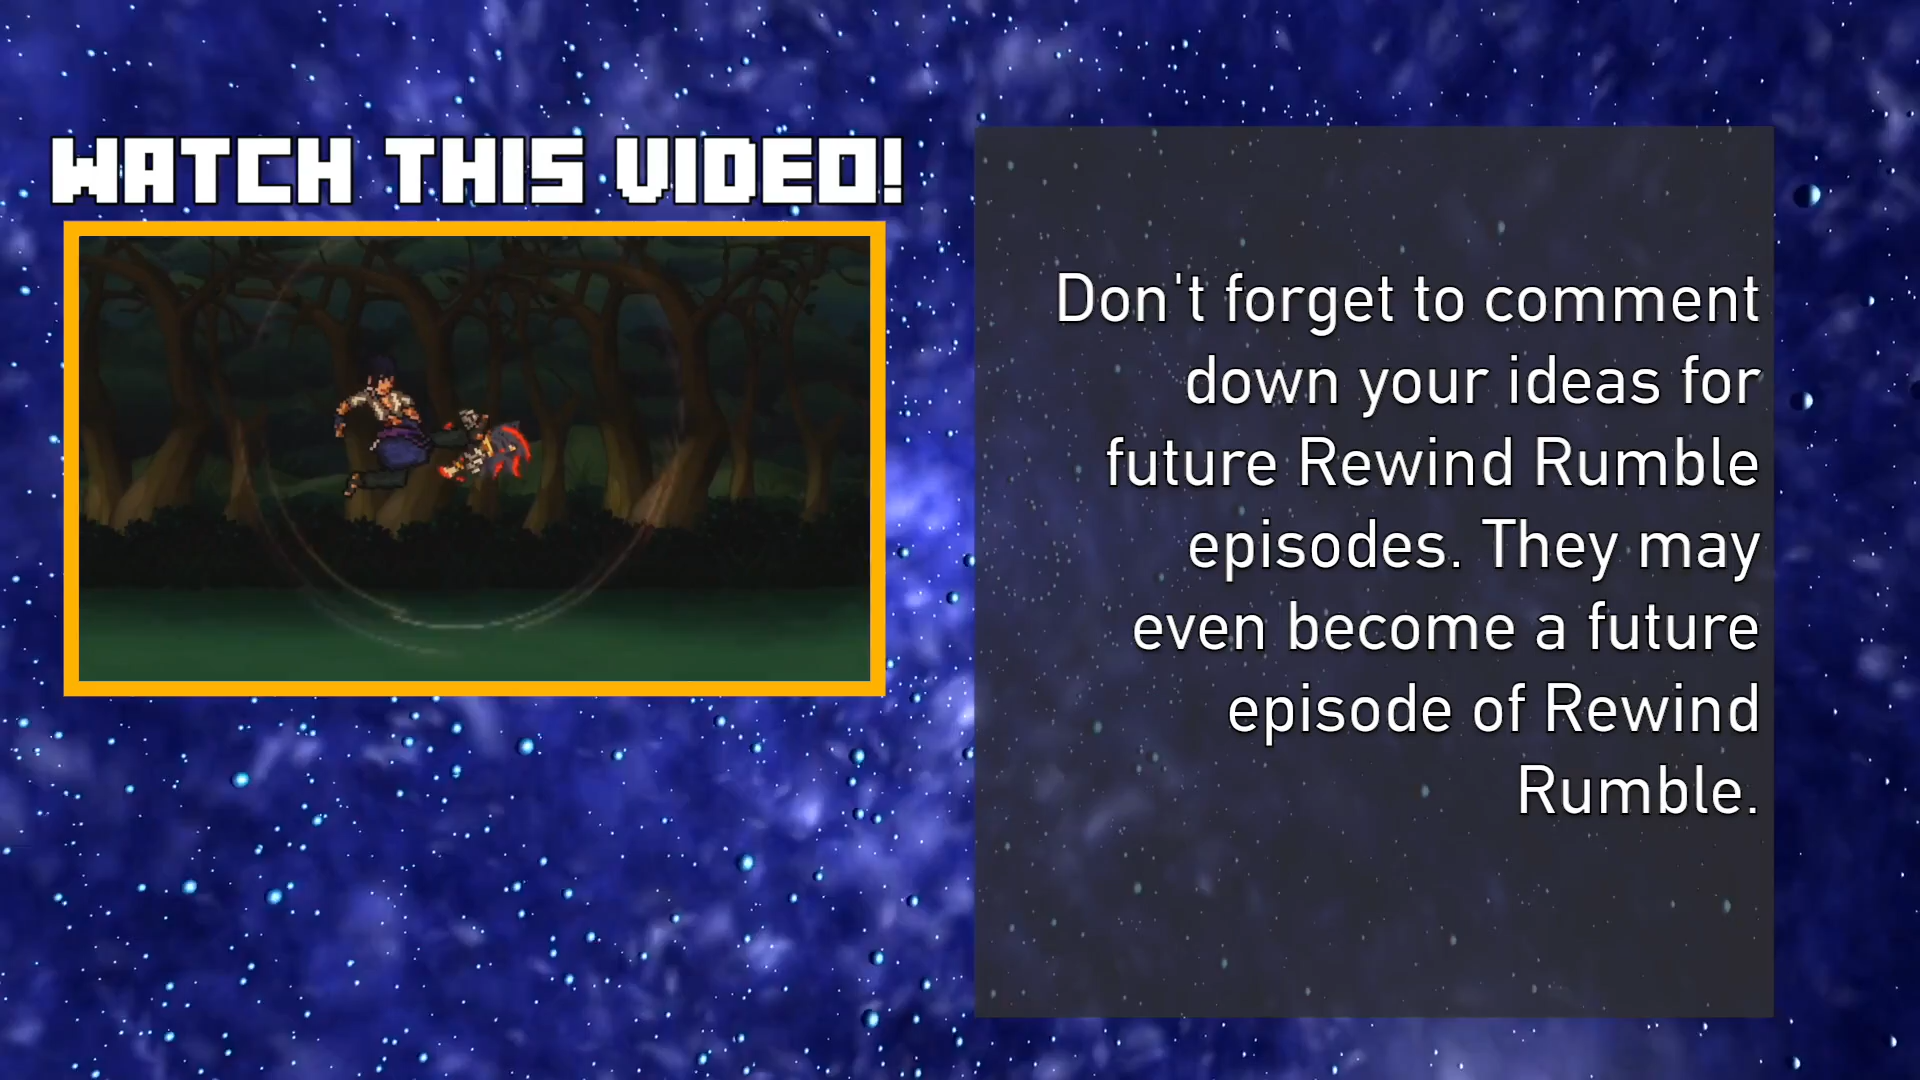 WATCH THIS VIDEO!
Don't forget to comment
down your ideas for
future Rewind Rumble
episodes. They may
even become a future
episode of Rewind
Rumble.